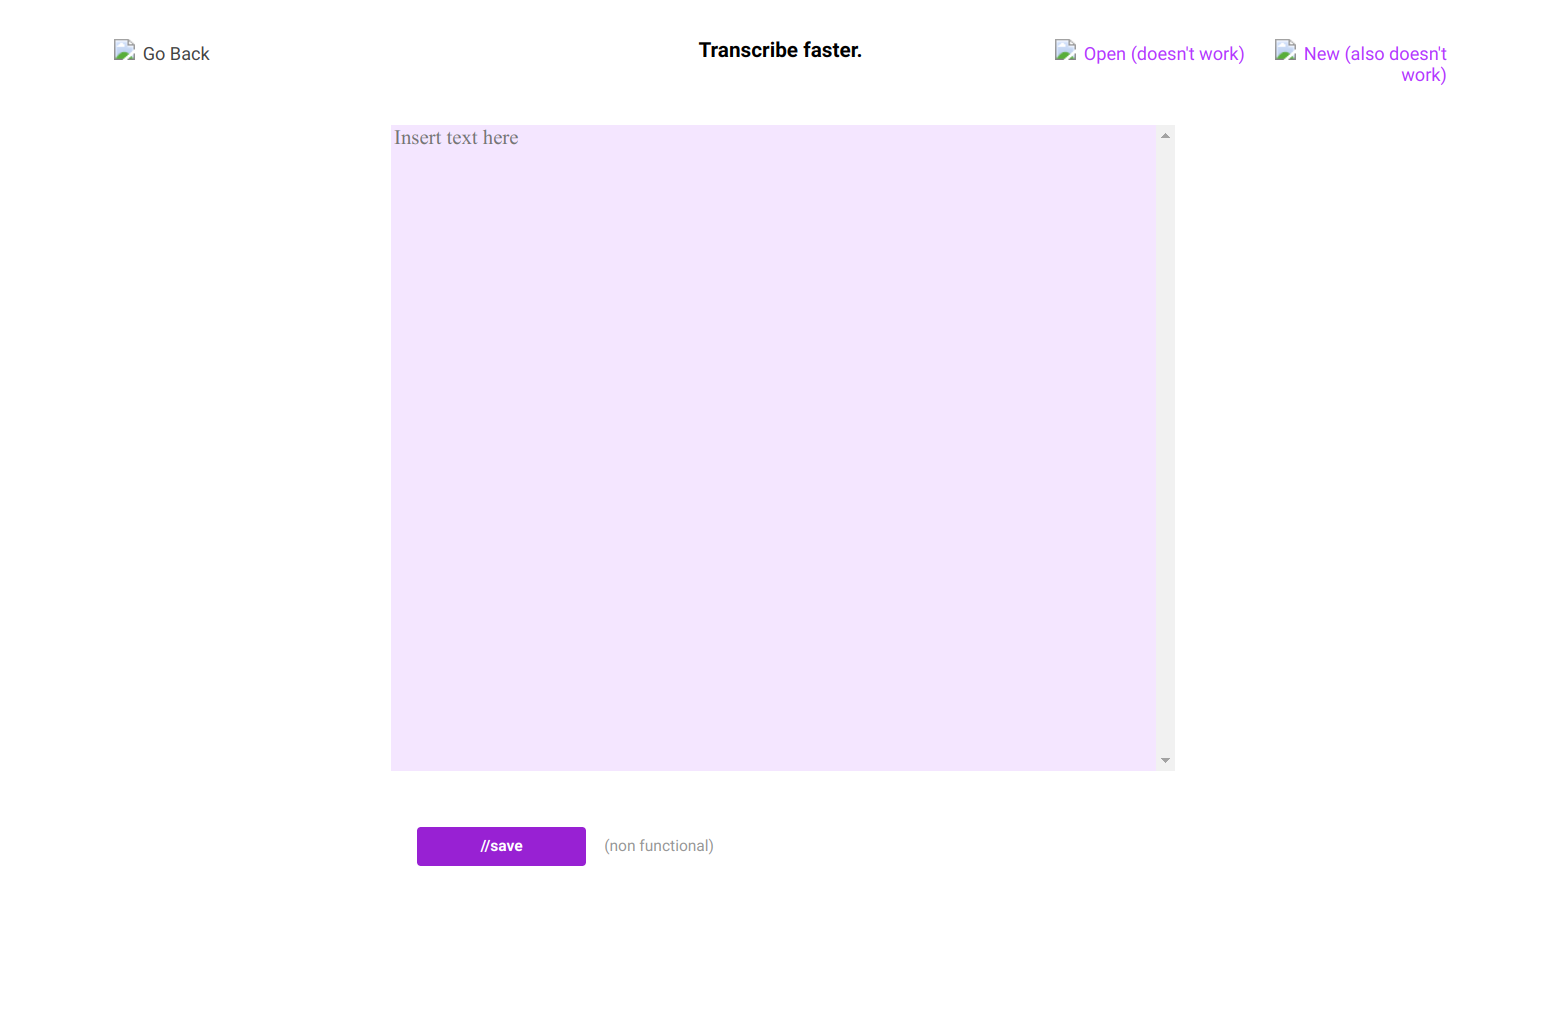 Go Back
Transcribe faster.
Open (doesn't work)
New (also doesn't
work)
Insert text here
//save
(non functional)